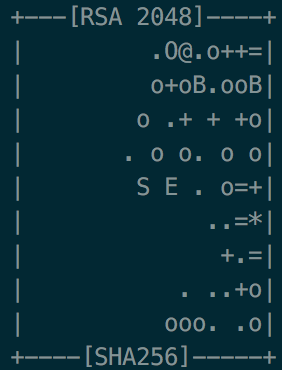 +---[RSA 2048]----+
|         .O@.o++=|
|         o+oB.ooB|
|        o .+ + +o|
|       . o o. o o|
|        S E . o=+|
|             ..=*|
|              +.=|
|           . ..+o|
|          ooo. .o|
+----[SHA256]-----+